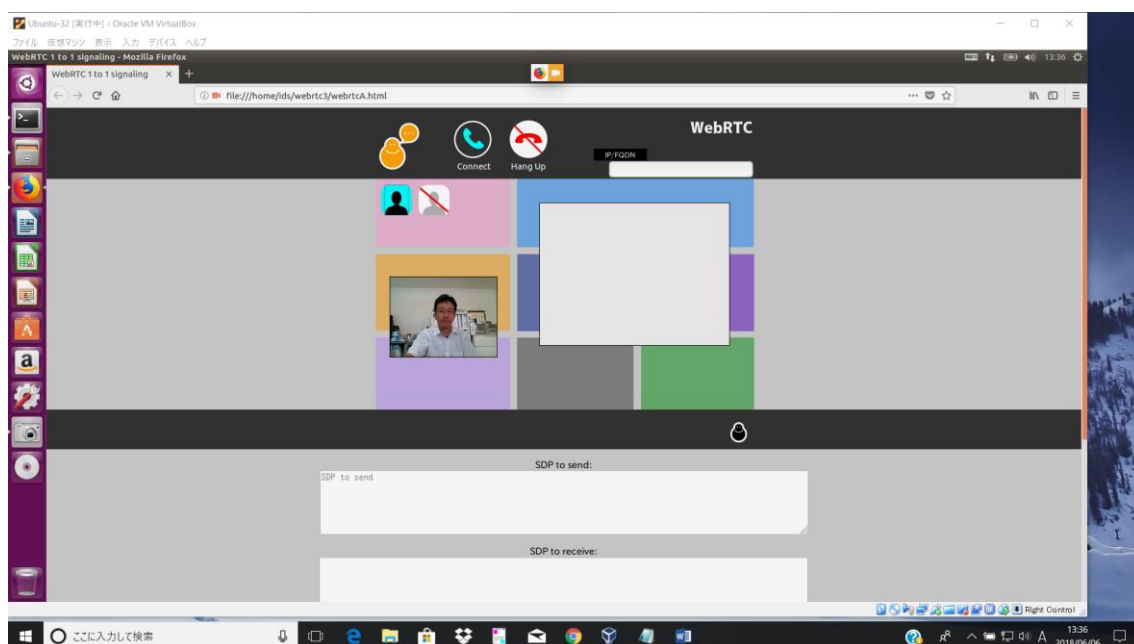 Ubuntu-32 [実行中] - Oracle VM VirtualBox
ファイル 仮想マシン 表示 入力 デバイス ヘルプ
WebRTC 1 to 1 signaling - Mozilla Firefox
13:36
WebRTC 1 to 1 signaling × +
file:///home/ids/webrtc3/webrtcA.html
WebRTC
IP/FQDN
Connect Hang Up
SDP to send:
SDP to send
SDP to receive:
Right Control
ここに入力して検索
A
13:36
2018/06/06